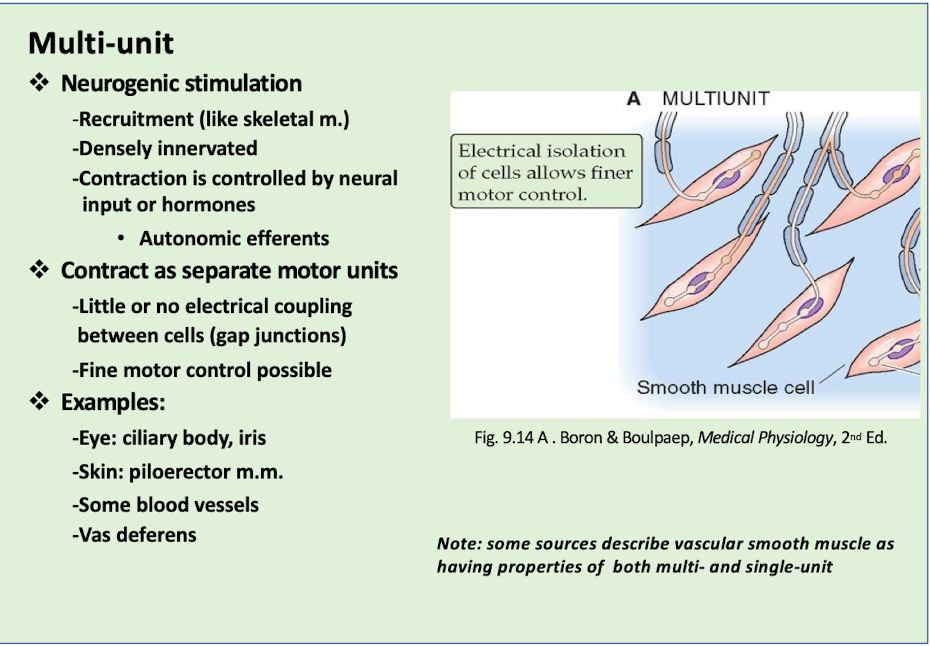 Multi-unit
❖ Neurogenic stimulation
-Recruitment (like skeletal m.)
-Densely innervated
-Contraction is controlled by neural
input or hormones
• Autonomic efferents
❖ Contract as separate motor units
-Little or no electrical coupling
between cells (gap junctions)
-Fine motor control possible
❖ Examples:
-Eye: ciliary body, iris
-Skin: piloerector m.m.
-Some blood vessels
-Vas deferens
A MULTIUNIT
Electrical isolation
of cells allows finer
motor control.
Smooth muscle cell
Fig. 9.14 A . Boron & Boulpaep, Medical Physiology, 2nd Ed.
Note: some sources describe vascular smooth muscle as
having properties of both multi- and single-unit